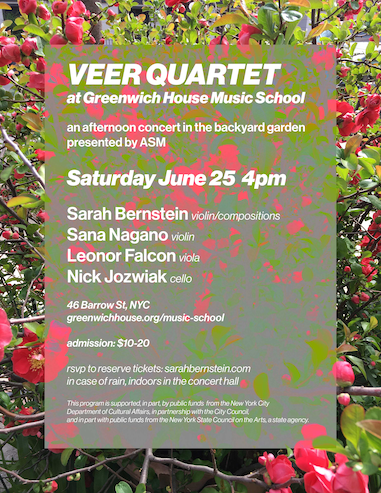 VEER QUARTET
at Greenwich House Music School
an afternoon concert in the backyard garden
presented by ASM
Saturday June 25 4pm
Sarah Bernstein violin/compositions
Sana Nagano violin
Leonor Falcon viola
Nick Jozwiak cello
46 Barrow St, NYC
greenwichhouse.org/music-school
admission: $10-20
rsvp to reserve tickets: sarahbernstein.com
in case of rain, indoors in the concert hall
This program is supported, in part, by public funds from the New York City
Department of Cultural Affairs, in partnership with the City Council,
and in part with public funds from the New York State Council on the Arts, a state agency.